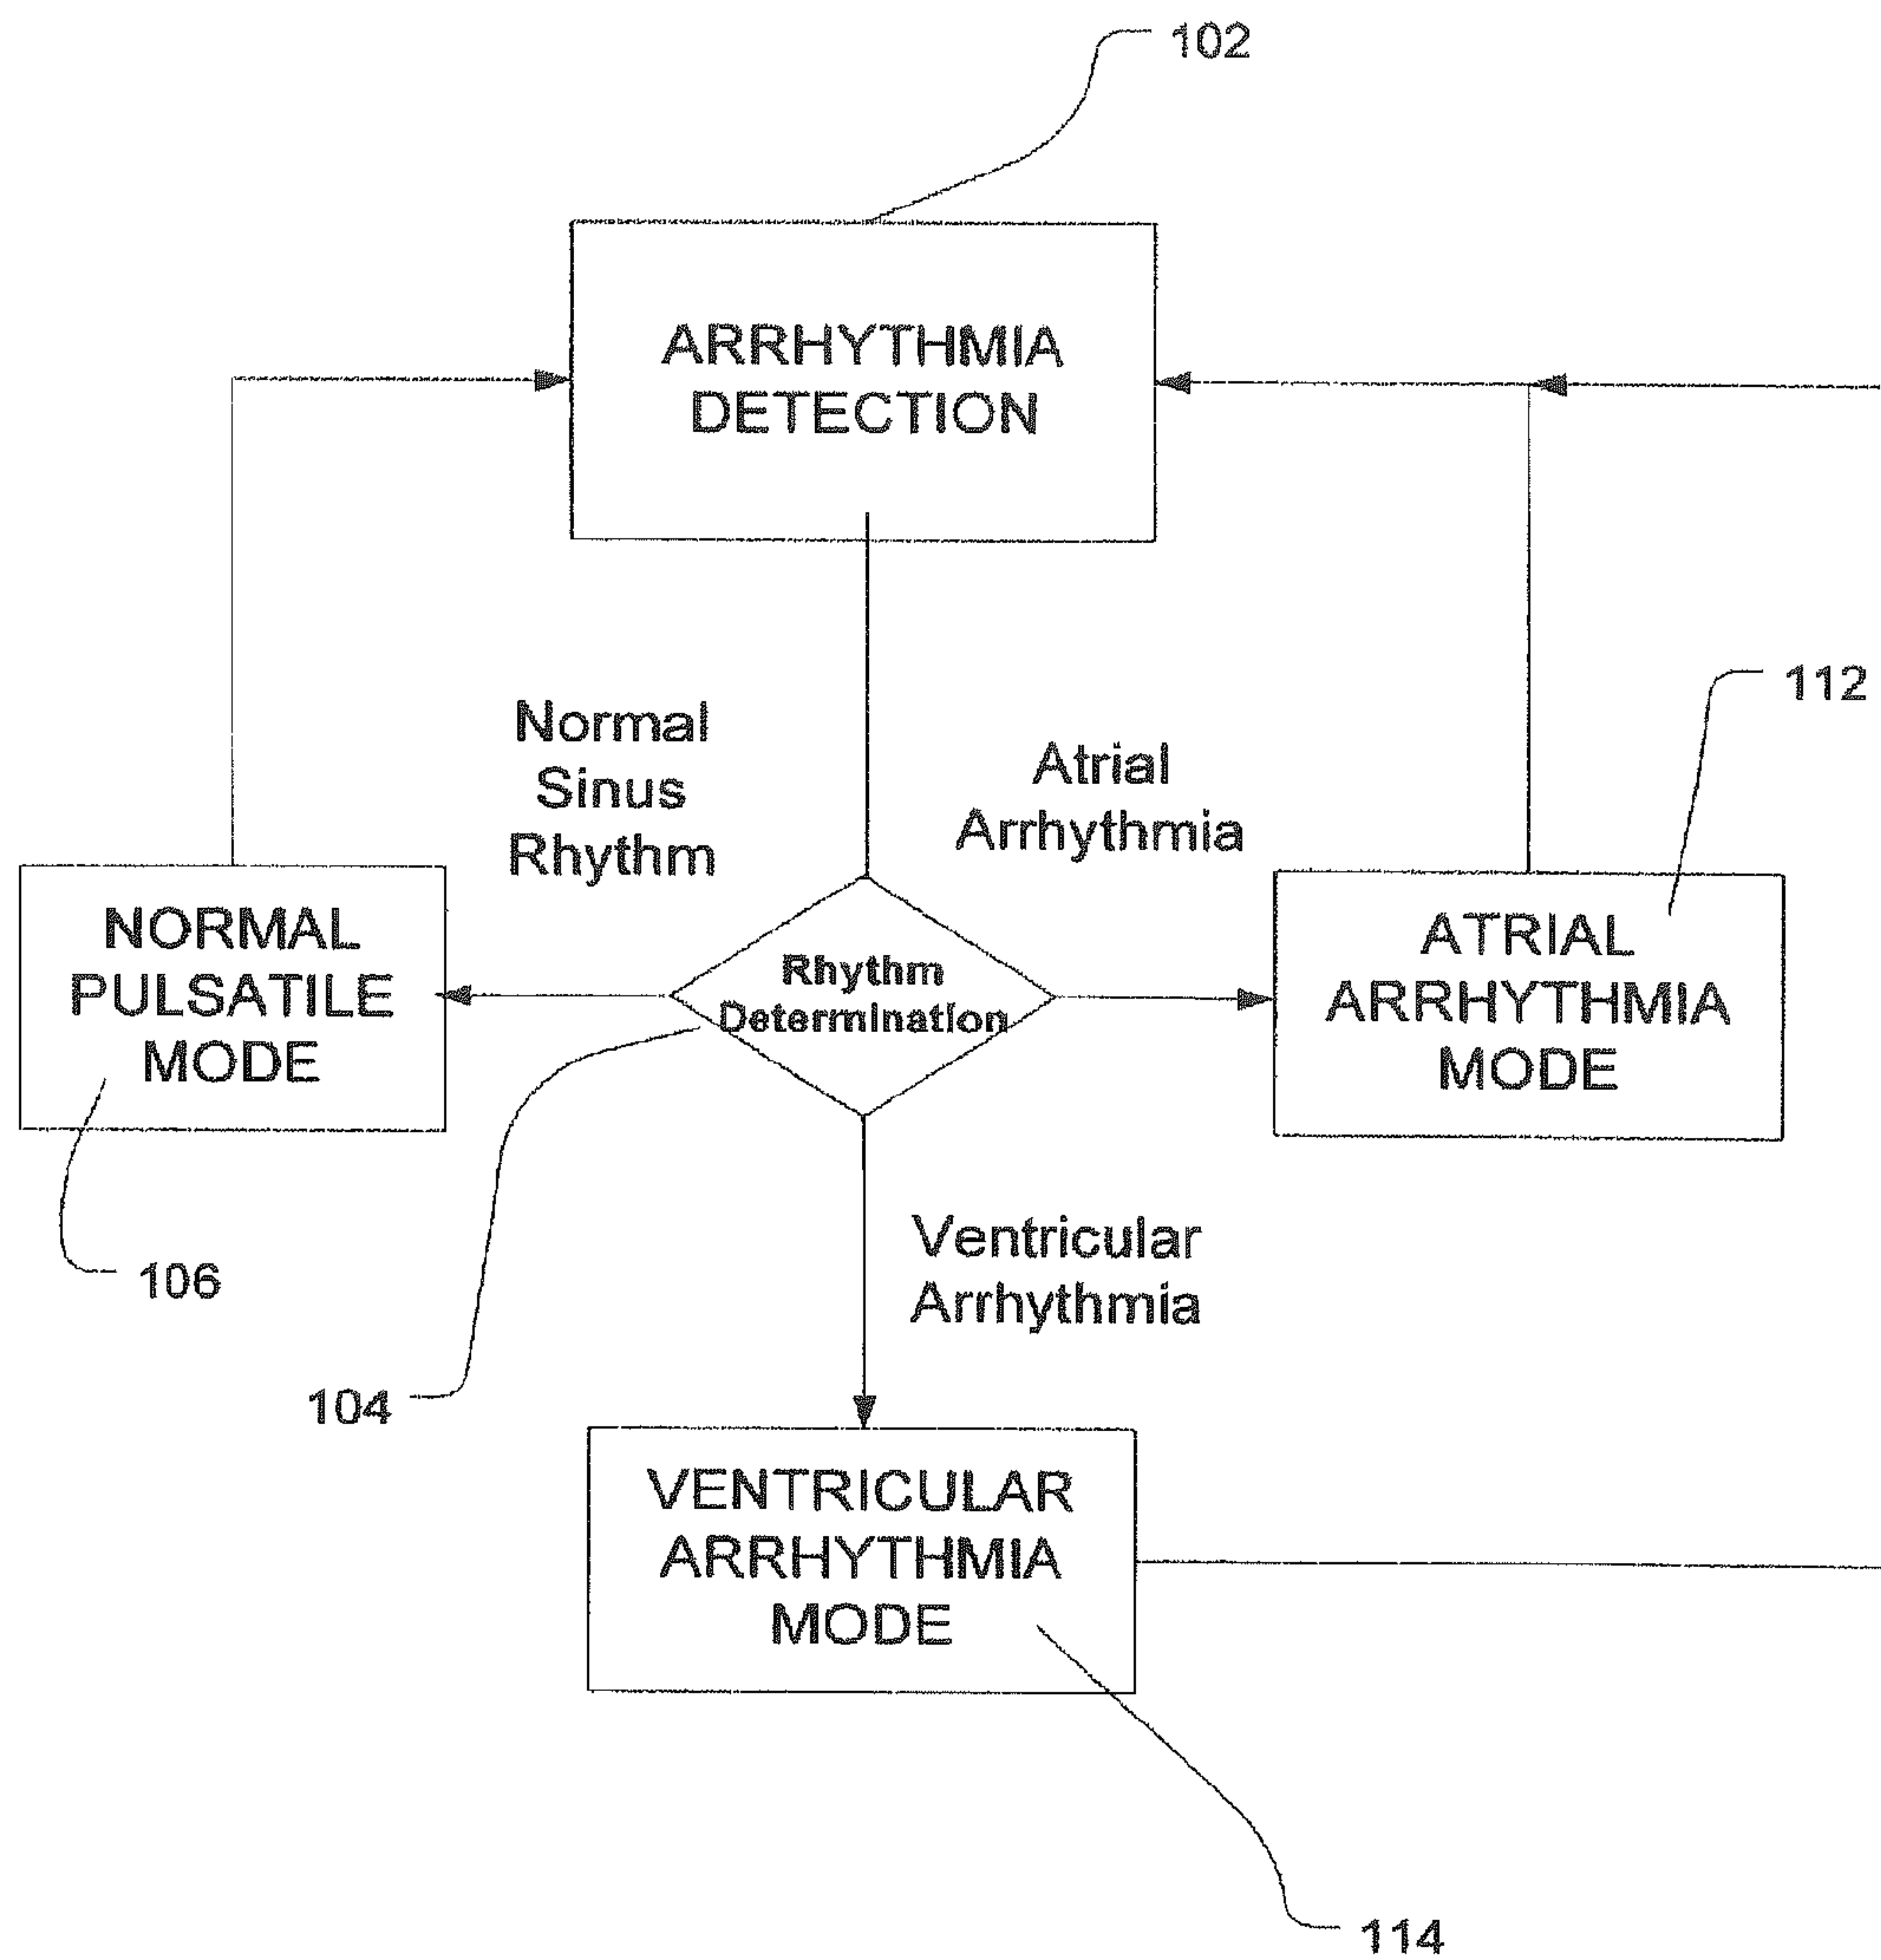 102
ARRHYTHMIA
DETECTION
112
Normal
Sinus
Rhythm
Atrial
Arrhythmia
NORMAL
PULSATILE
MODE
Rhythm
Determination
ATRIAL
ARRHYTHMIA
MODE
106
Ventricular
Arrhythmia
104
VENTRICULAR
ARRHYTHMIA
MODE
114